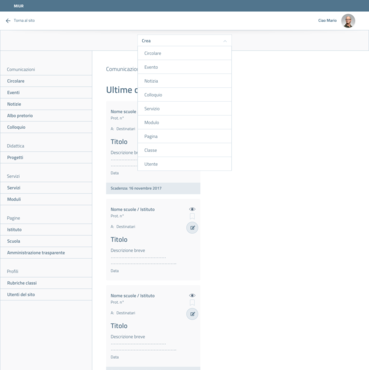 MIUR
Torna al sito
Ciao Mario
Crea
Comunicazioni
Circolare
Eventi
Notizie
Albo pretorio
Colloquio
Didattica
Progetti
Servizi
Servizi
Moduli
Pagine
Istituto
Scuola
Amministrazione trasparente
Profili
Rubriche classi
Utenti del sito
Circolare
Evento
Notizia
Colloquio
Servizio
Modulo
Pagina
Classe
Utente
Comunicazioni
Ultime
Nome scuola / Istituto
Prot. n°
Destinatari
Titolo
Descrizione breve
Data
Scadenza: 16 novembre 2017
Nome scuola / Istituto
Prot. n°
Destinatari
Titolo
Descrizione breve
Data
Nome scuola / Istituto
Prot. n°
Destinatari
Titolo
Descrizione breve
Data